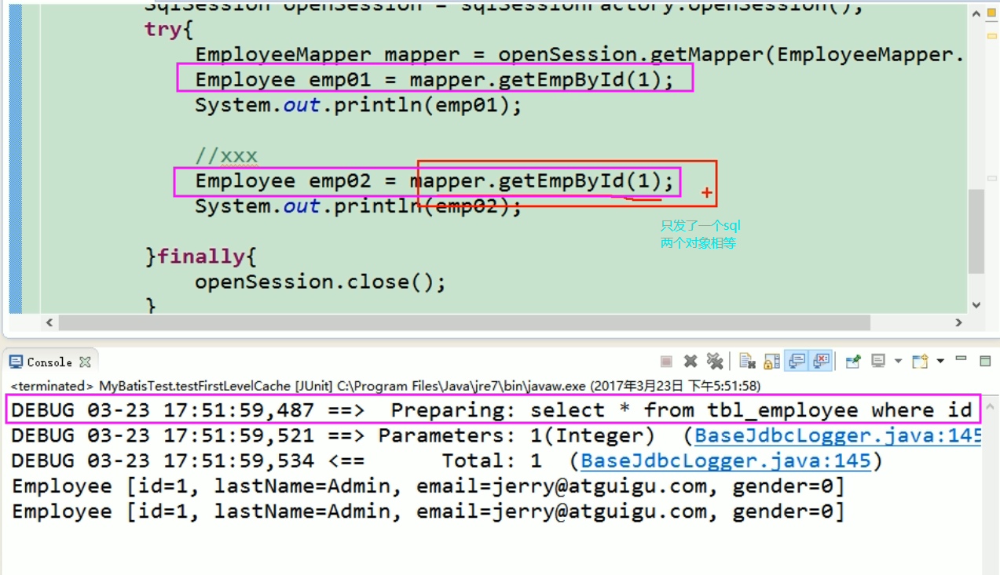 SqlSession openSession = sqlSessionFactory.openSession();
try{
EmployeeMapper mapper = openSession.getMapper(EmployeeMapper.
Employee emp01 = mapper.getEmpById(1);
System.out.println(emp01);
//xxx
Employee emp02 = mapper.getEmpById(1);
+
System.out.println(emp02);
只发了一个sql
两个对象相等
}finally{
openSession.close();
}
Console
<terminated> MyBatisTest.testFirstLevelCache [JUnit] C:\Program Files\Java\jre7\bin\javaw.exe (2017年3月23日 下午5:51:58)
DEBUG 03-23 17:51:59,487 ==>  Preparing: select * from tbl_employee where id
DEBUG 03-23 17:51:59,521 ==> Parameters: 1(Integer)  (BaseJdbcLogger.java:145
DEBUG 03-23 17:51:59,534 <==      Total: 1  (BaseJdbcLogger.java:145)
Employee [id=1, lastName=Admin, email=jerry@atguigu.com, gender=0]
Employee [id=1, lastName=Admin, email=jerry@atguigu.com, gender=0]